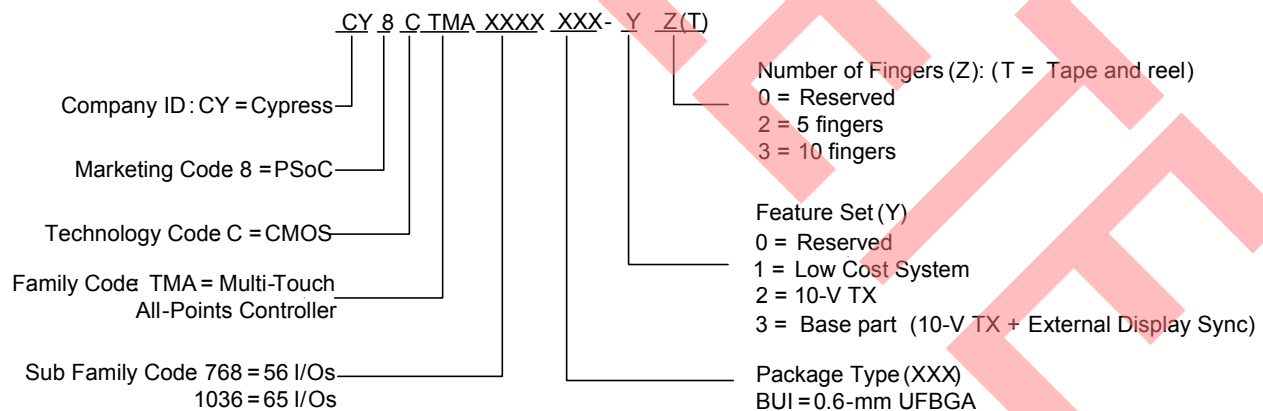 CY 8 C TMA XXXX XXX- Y Z(T)
Company ID: CY = Cypress
Marketing Code 8 = PSoC
Technology Code C = CMOS
Family Code: TMA = Multi-Touch
All-Points Controller
Sub Family Code 768 = 56 I/Os
1036 = 65 I/Os
Number of Fingers (Z): (T = Tape and reel)
0 = Reserved
2 = 5 fingers
3 = 10 fingers
Feature Set (Y)
0 = Reserved
1 = Low Cost System
2 = 10-V TX
3 = Base part (10-V TX + External Display Sync)
Package Type (XXX)
BUI = 0.6-mm UFBGA